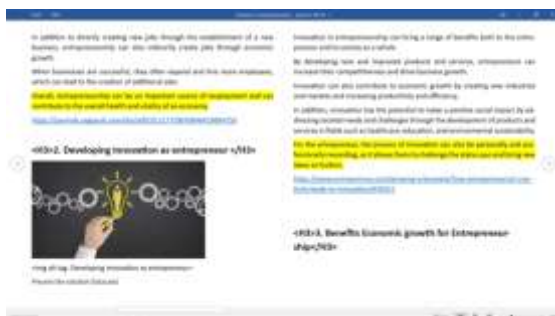 In addition to directly creating new jobs through the establishment of a new
business, entrepreneurship can also indirectly create jobs through economic
growth.
When businesses are successful, they often expand and hire more employees,
which can lead to the creation of additional jobs.
Overall, entrepreneurship can be an important source of employment and can
contribute to the overall health and vitality of an economy.
<H3>2. Developing Innovation as entrepreneur </H3>
<img alt tag: Developing Innovation as entrepreneur>
Innovation in entrepreneurship can bring a range of benefits both to the entre-
preneur and to society as a whole.
By developing new and improved products and services, entrepreneurs can
increase their competitiveness and drive business growth.
Innovation can also contribute to economic growth by creating new industries
and markets and increasing productivity and efficiency.
In addition, innovation has the potential to make a positive social impact by ad-
dressing societal needs and challenges through the development of products and
services in fields such as healthcare, education, and environmental sustainability.
For the entrepreneur, the process of innovation can also be personally and pro-
fessionally rewarding, as it allows them to challenge the status quo and bring new
ideas to fruition.
<H3>3. Benefits Economic growth for Entrepreneur-
ship</H3>